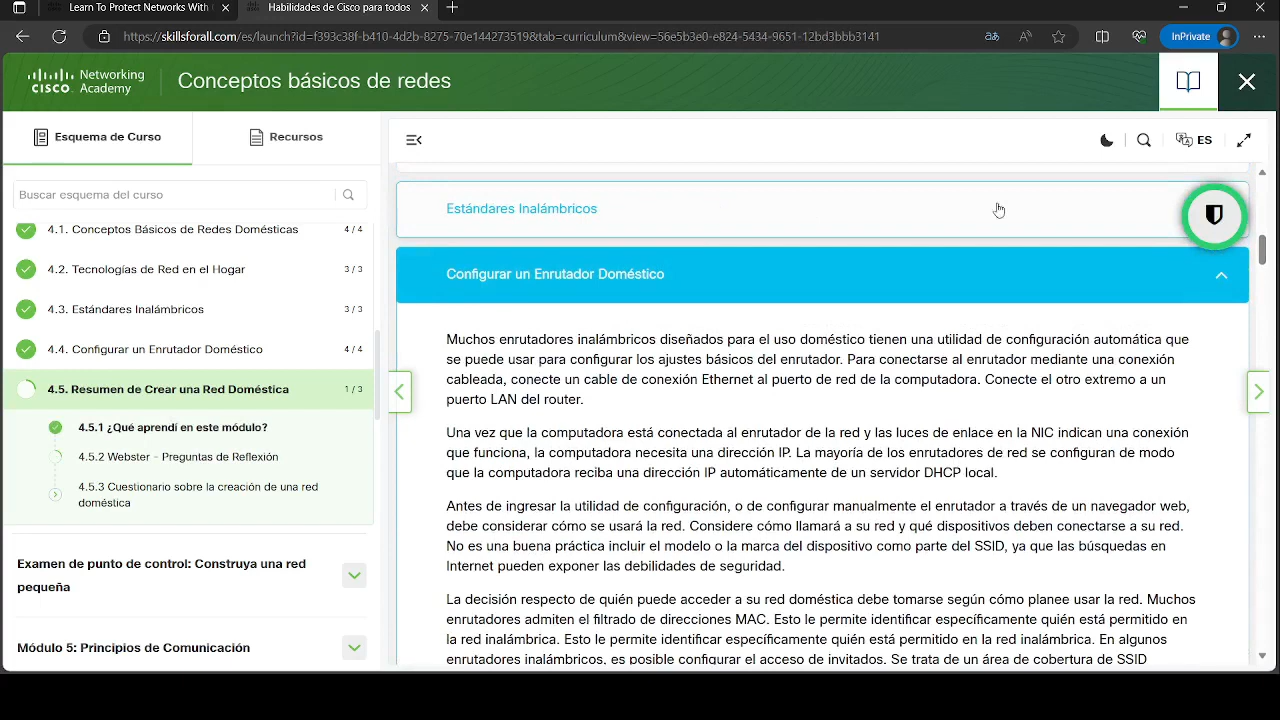 Learn To Protect Networks With
Habilidades de Cisco para todos
https://skillsforall.com/es/launch?id=f393c38f-b410-4d2b-8275-70e144273519&tab=curriculum&view=56e5b3e0-e824-5434-9651-12bd3bbb3141
InPrivate
Networking
CISCO Academy
Conceptos básicos de redes
Esquema de Curso
Recursos
ES
Buscar esquema del curso
4.1. Conceptos Básicos de Redes Domésticas 4 / 4
4.2. Tecnologías de Red en el Hogar 3 / 3
4.3. Estándares Inalámbricos 3 / 3
4.4. Configurar un Enrutador Doméstico 4 / 4
4.5. Resumen de Crear una Red Doméstica 1 / 3
4.5.1 ¿Qué aprendí en este módulo?
4.5.2 Webster - Preguntas de Reflexión
4.5.3 Cuestionario sobre la creación de una red
doméstica
Examen de punto de control: Construya una red
pequeña
Módulo 5: Principios de Comunicación
Estándares Inalámbricos
Configurar un Enrutador Doméstico
Muchos enrutadores inalámbricos diseñados para el uso doméstico tienen una utilidad de configuración automática que
se puede usar para configurar los ajustes básicos del enrutador. Para conectarse al enrutador mediante una conexión
cableada, conecte un cable de conexión Ethernet al puerto de red de la computadora. Conecte el otro extremo a un
puerto LAN del router.
Una vez que la computadora está conectada al enrutador de la red y las luces de enlace en la NIC indican una conexión
que funciona, la computadora necesita una dirección IP. La mayoría de los enrutadores de red se configuran de modo
que la computadora reciba una dirección IP automáticamente de un servidor DHCP local.
Antes de ingresar la utilidad de configuración, o de configurar manualmente el enrutador a través de un navegador web,
debe considerar cómo se usará la red. Considere cómo llamará a su red y qué dispositivos deben conectarse a su red.
No es una buena práctica incluir el modelo o la marca del dispositivo como parte del SSID, ya que las búsquedas en
Internet pueden exponer las debilidades de seguridad.
La decisión respecto de quién puede acceder a su red doméstica debe tomarse según cómo planee usar la red. Muchos
enrutadores admiten el filtrado de direcciones MAC. Esto le permite identificar específicamente quién está permitido en
la red inalámbrica. Esto le permite identificar específicamente quién está permitido en la red inalámbrica. En algunos
enrutadores inalámbricos, es posible configurar el acceso de invitados. Se trata de un área de cobertura de SSID